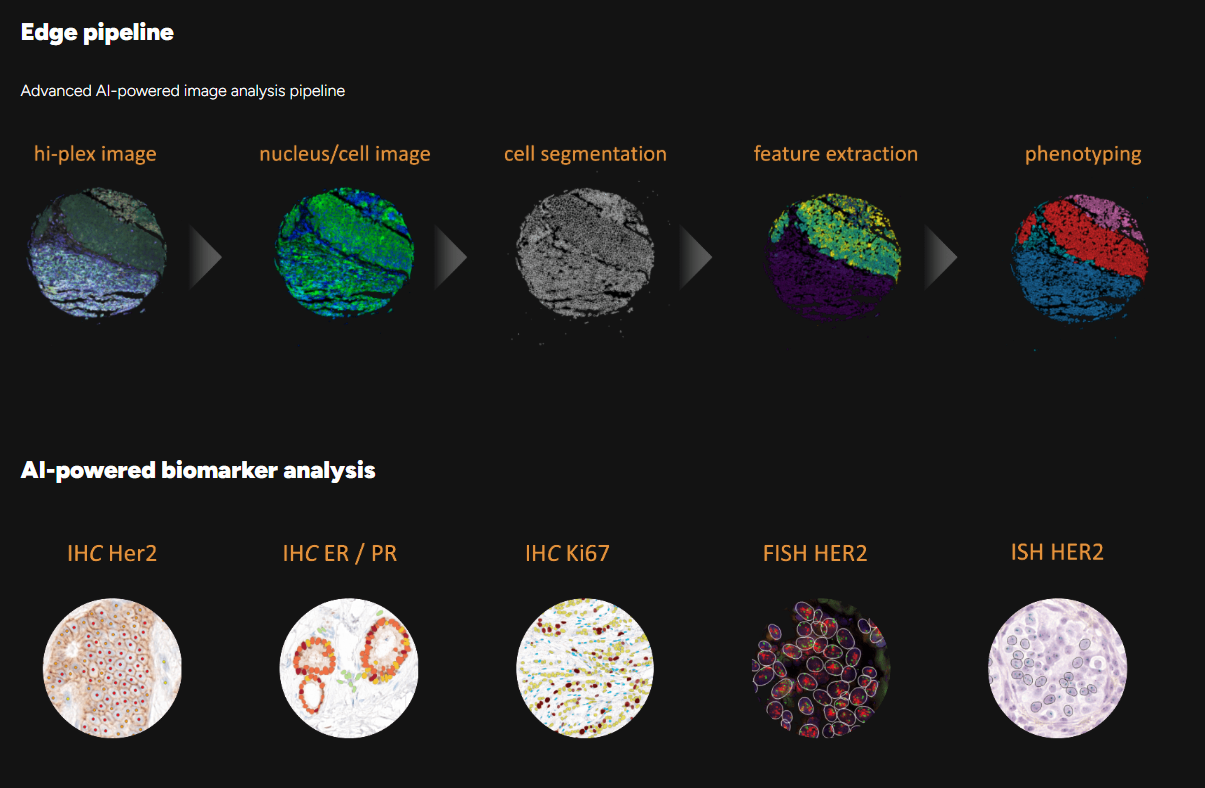 Edge pipeline
Advanced AI-powered image analysis pipeline
hi-plex image
nucleus/cell image
cell segmentation
feature extraction
phenotyping
AI-powered biomarker analysis
IHC Her2
IHC ER / PR
IHC Ki67
FISH HER2
ISH HER2